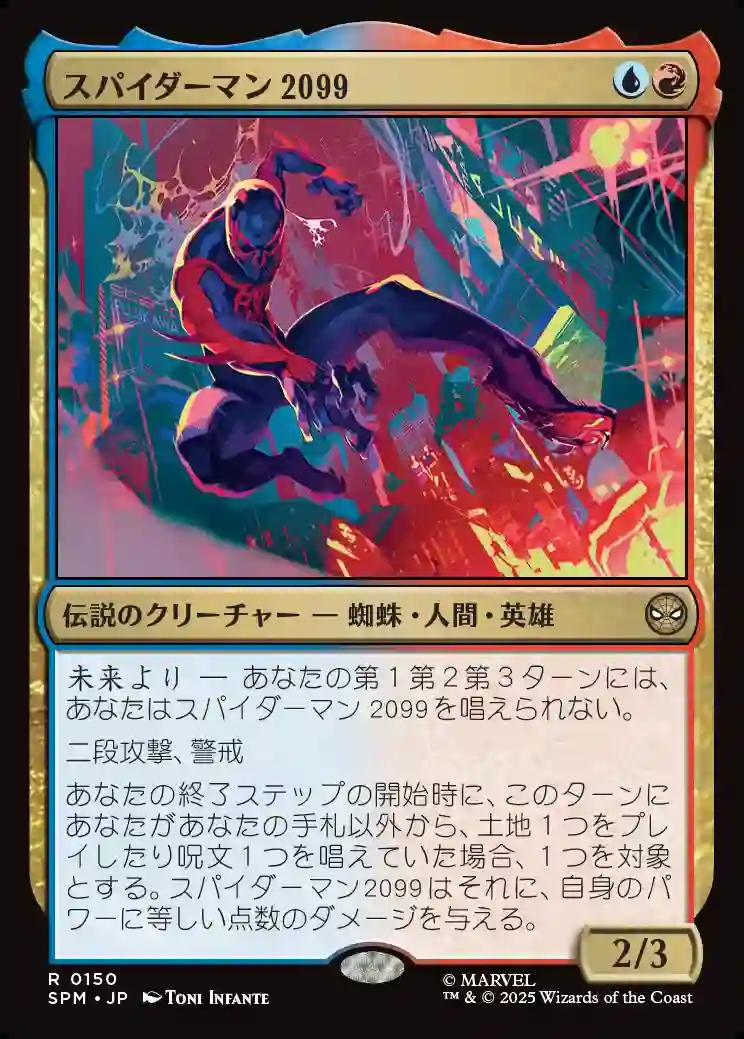 スパイダーマン 2099
FUJIKAWA
伝説のクリーチャー — 蜘蛛・人間・英雄
未来より — あなたの第1第2第3ターンには、
あなたはスパイダーマン 2099を唱えられない。
二段攻撃、警戒
あなたの終了ステップの開始時に、このターンに
あなたがあなたの手札以外から、土地1つをプレ
イしたり呪文1つを唱えていた場合、1つを対象
とする。スパイダーマン2099はそれに、自身のパ
ワーに等しい点数のダメージを与える。
2/3
R 0150
SPM・JP Toni Infante
© MARVEL
™ & © 2025 Wizards of the Coast